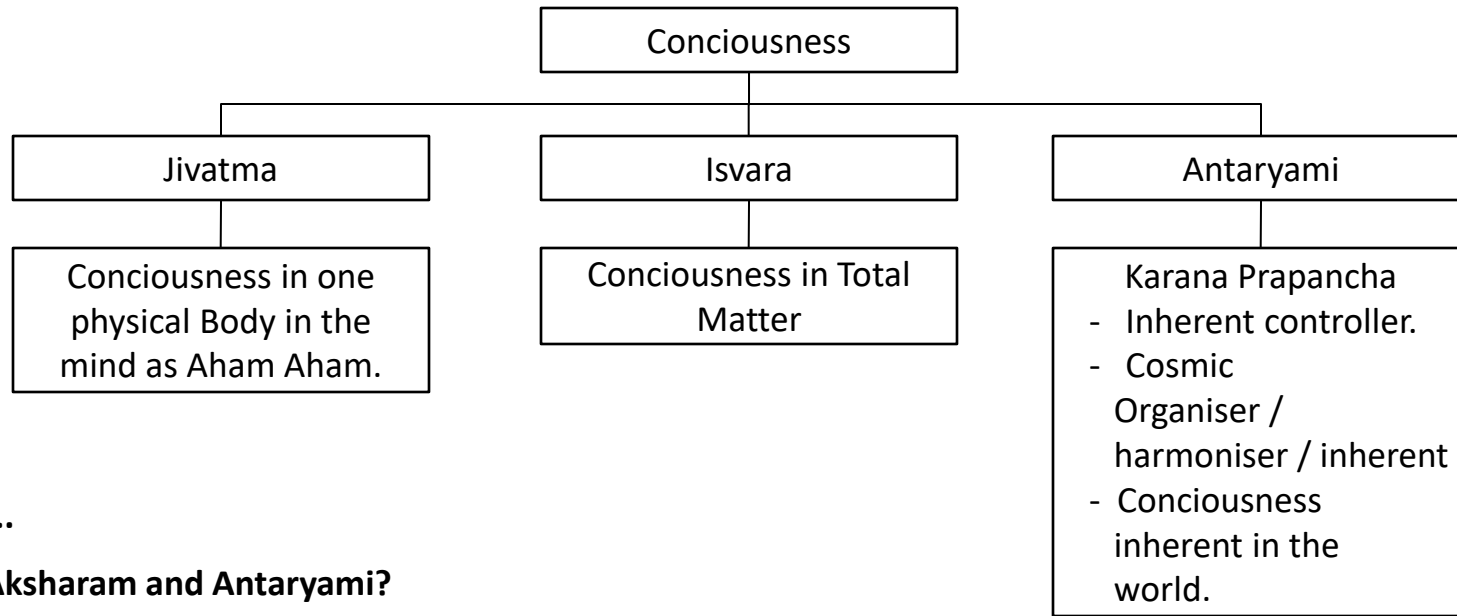 Conciousness
Jivatma
Isvara
Antaryami
Conciousness in one
physical Body in the
mind as Aham Aham.
Conciousness in Total
Matter
Karana Prapancha
- Inherent controller.
- Cosmic
Organiser /
harmoniser / inherent
- Conciousness
inherent in the
world.
..
Aksharam and Antaryami?